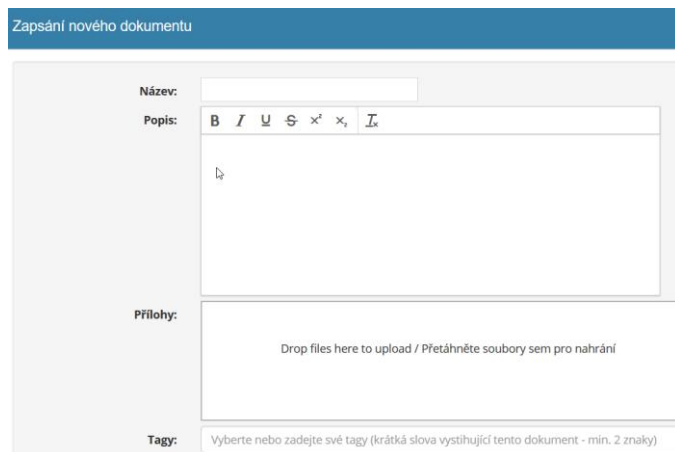 Zapsání nového dokumentu
Název:
Popis:
B I U S x² x₂ Tx
Přílohy:
Drop files here to upload / Přetáhněte soubory sem pro nahrání
Tagy:
Vyberte nebo zadejte své tagy (krátká slova vystihující tento dokument - min. 2 znaky)